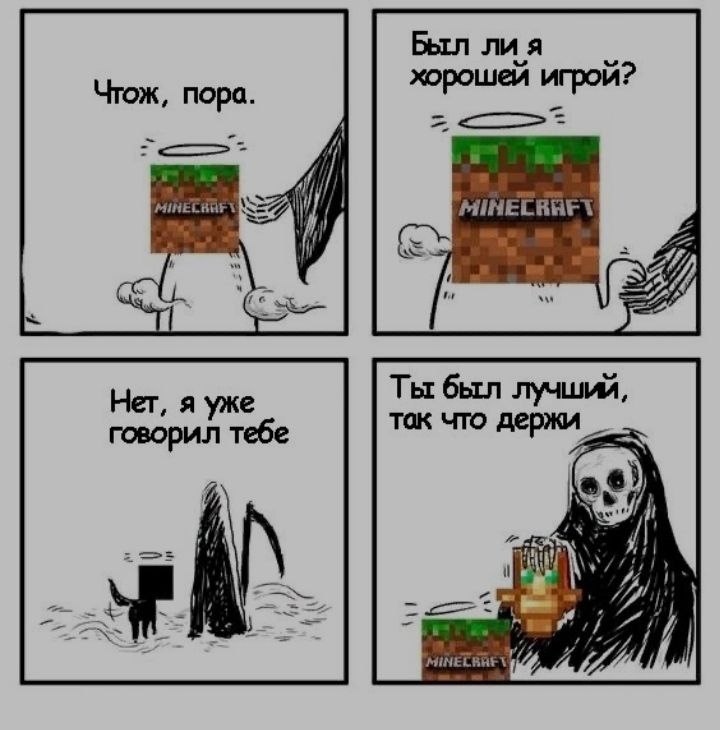 Чтож, пора.
MINECRAFT
Был ли я
хорошей игрой?
MINECRAFT
Нет, я уже
говорил тебе
Ты был лучший,
так что держи
MINECRAFT